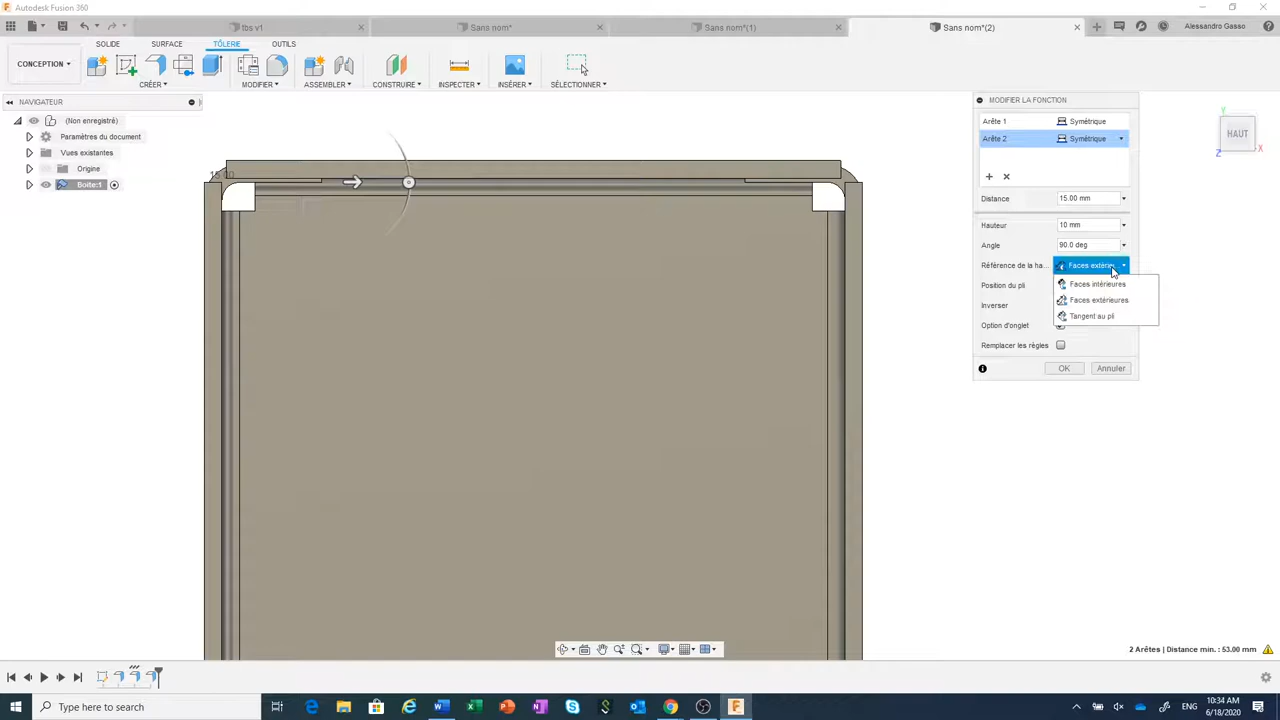 Autodesk Fusion 360
tbs v1
Sans nom*
Sans nom*(1)
Sans nom*(2)
Alessandro Gasso
SOLIDE
SURFACE
TÔLERIE
OUTILS
CONCEPTION
CRÉER
MODIFIER
ASSEMBLER
CONSTRUIRE
INSPECTER
INSÉRER
SÉLECTIONNER
NAVIGATEUR
(Non enregistré)
Paramètres du document
Vues existantes
Origine
Boite:1
MODIFIER LA FONCTION
Arête 1 Symétrique
Arête 2 Symétrique
Distance 15.00 mm
Hauteur 10 mm
Angle 90.0 deg
Référence de la ha... Faces extérie...
Faces intérieures
Position du pli
Faces extérieures
Inverser
Tangent au pli
Option d'onglet
Remplacer les règles
OK Annuler
HAUT
Y
X
Z
2 Arêtes | Distance min. : 53.00 mm
Type here to search
ENG
10:34 AM
6/18/2020